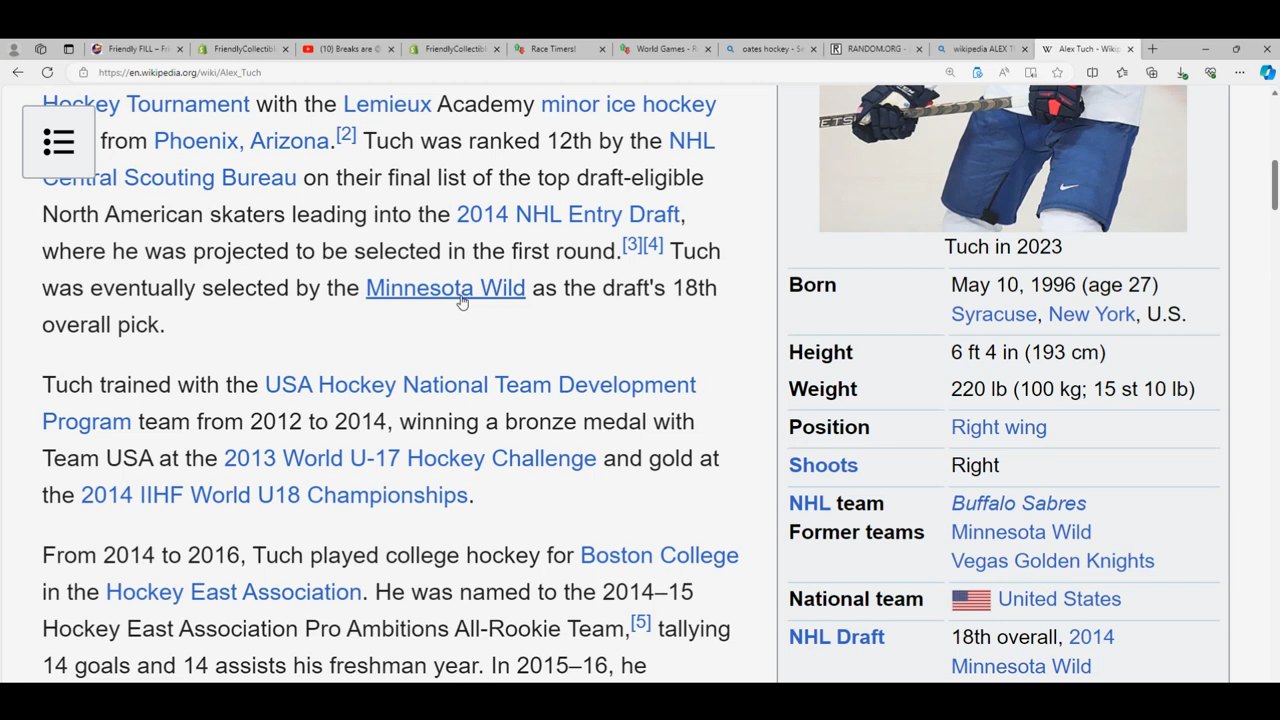 Friendly FILL – Fri
FriendlyCollectibl
(10) Breaks are @
FriendlyCollectibl
Race Timers!
World Games - R
oates hockey - Se
RANDOM.ORG -
wikipedia ALEX T
Alex Tuch - Wikip
https://en.wikipedia.org/wiki/Alex_Tuch
Hockey Tournament with the Lemieux Academy minor ice hockey
from Phoenix, Arizona.[2] Tuch was ranked 12th by the NHL
Central Scouting Bureau on their final list of the top draft-eligible
North American skaters leading into the 2014 NHL Entry Draft,
where he was projected to be selected in the first round.[3][4] Tuch
was eventually selected by the Minnesota Wild as the draft's 18th
overall pick.
Tuch trained with the USA Hockey National Team Development
Program team from 2012 to 2014, winning a bronze medal with
Team USA at the 2013 World U-17 Hockey Challenge and gold at
the 2014 IIHF World U18 Championships.
From 2014 to 2016, Tuch played college hockey for Boston College
in the Hockey East Association. He was named to the 2014–15
Hockey East Association Pro Ambitions All-Rookie Team,[5] tallying
14 goals and 14 assists his freshman year. In 2015–16, he
Tuch in 2023
Born May 10, 1996 (age 27)
Syracuse, New York, U.S.
Height 6 ft 4 in (193 cm)
Weight 220 lb (100 kg; 15 st 10 lb)
Position Right wing
Shoots Right
NHL team Buffalo Sabres
Former teams Minnesota Wild
Vegas Golden Knights
National team United States
NHL Draft 18th overall, 2014
Minnesota Wild